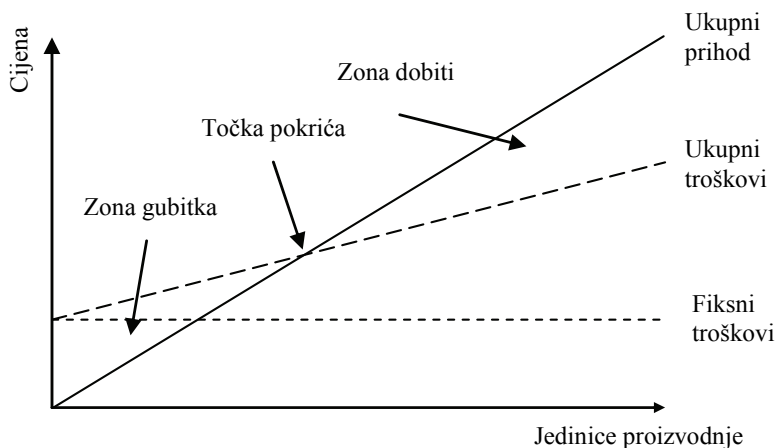 Cijena
Ukupni
prihod
Zona dobiti
Točka pokrića
Ukupni
troškovi
Zona gubitka
Fiksni
troškovi
Jedinice proizvodnje